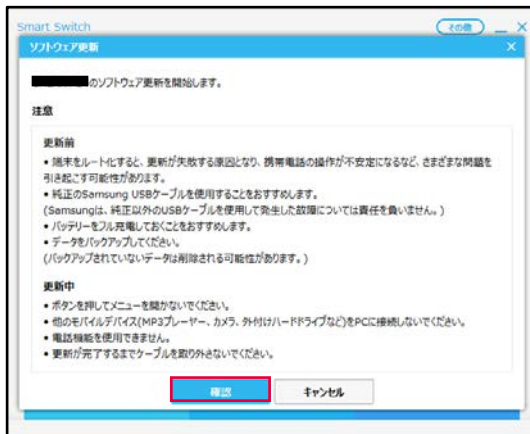 Smart Switch
その他
ソフトウェア更新
のソフトウェア更新を開始します。
注意
更新前
• 端末をルート化すると、更新が失敗する原因となり、携帯電話の操作が不安定になるなど、さまざまな問題を
引き起こす可能性があります。
• 純正のSamsung USBケーブルを使用することをおすすめします。
(Samsungは、純正以外のUSBケーブルを使用して発生した故障については責任を負いません。)
• バッテリーをフル充電しておくことをおすすめします。
• データをバックアップしてください。
(バックアップされていないデータは削除される可能性があります。)
更新中
• ボタンを押してメニューを開かないでください。
• 他のモバイルデバイス(MP3プレーヤー、カメラ、外付けハードドライブなど)をPCに接続しないでください。
• 電話機能を使用できません。
• 更新が完了するまでケーブルを取り外さないでください。
確認
キャンセル